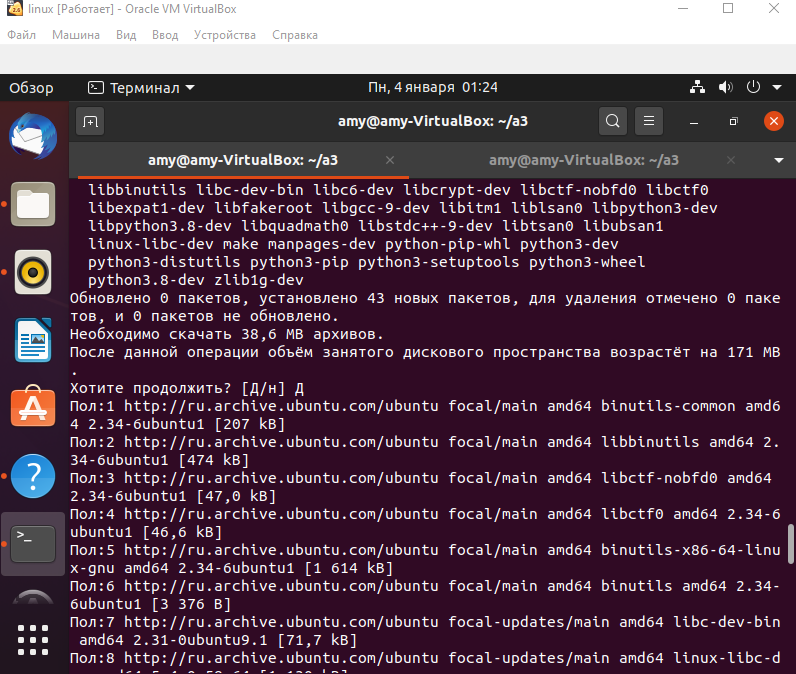 linux [Работает] - Oracle VM VirtualBox
Файл Машина Вид Ввод Устройства Справка
Обзор Терминал Пн, 4 января 01:24
amy@amy-VirtualBox: ~/a3
amy@amy-VirtualBox: ~/a3 amy@amy-VirtualBox: ~/a3
libbinutils libc-dev-bin libc6-dev libcrypt-dev libctf-nobfd0 libctf0
libexpat1-dev libfakeroot libgcc-9-dev libitm1 liblsan0 libpython3-dev
libpython3.8-dev libquadmath0 libstdc++-9-dev libtsan0 libubsan1
linux-libc-dev make manpages-dev python-pip-whl python3-dev
python3-distutils python3-pip python3-setuptools python3-wheel
python3.8-dev zlib1g-dev
Обновлено 0 пакетов, установлено 43 новых пакетов, для удаления отмечено 0 паке
тов, и 0 пакетов не обновлено.
Необходимо скачать 38,6 MB архивов.
После данной операции объём занятого дискового пространства возрастёт на 171 MB
.
Хотите продолжить? [Д/н] Д
Пол:1 http://ru.archive.ubuntu.com/ubuntu focal/main amd64 binutils-common amd6
4 2.34-6ubuntu1 [207 kB]
Пол:2 http://ru.archive.ubuntu.com/ubuntu focal/main amd64 libbinutils amd64 2.
34-6ubuntu1 [474 kB]
Пол:3 http://ru.archive.ubuntu.com/ubuntu focal/main amd64 libctf-nobfd0 amd64
2.34-6ubuntu1 [47,0 kB]
Пол:4 http://ru.archive.ubuntu.com/ubuntu focal/main amd64 libctf0 amd64 2.34-6
ubuntu1 [46,6 kB]
Пол:5 http://ru.archive.ubuntu.com/ubuntu focal/main amd64 binutils-x86-64-linu
x-gnu amd64 2.34-6ubuntu1 [1 614 kB]
Пол:6 http://ru.archive.ubuntu.com/ubuntu focal/main amd64 binutils amd64 2.34-
6ubuntu1 [3 376 B]
Пол:7 http://ru.archive.ubuntu.com/ubuntu focal-updates/main amd64 libc-dev-bin
amd64 2.31-0ubuntu9.1 [71,7 kB]
Пол:8 http://ru.archive.ubuntu.com/ubuntu focal-updates/main amd64 linux-libc-d